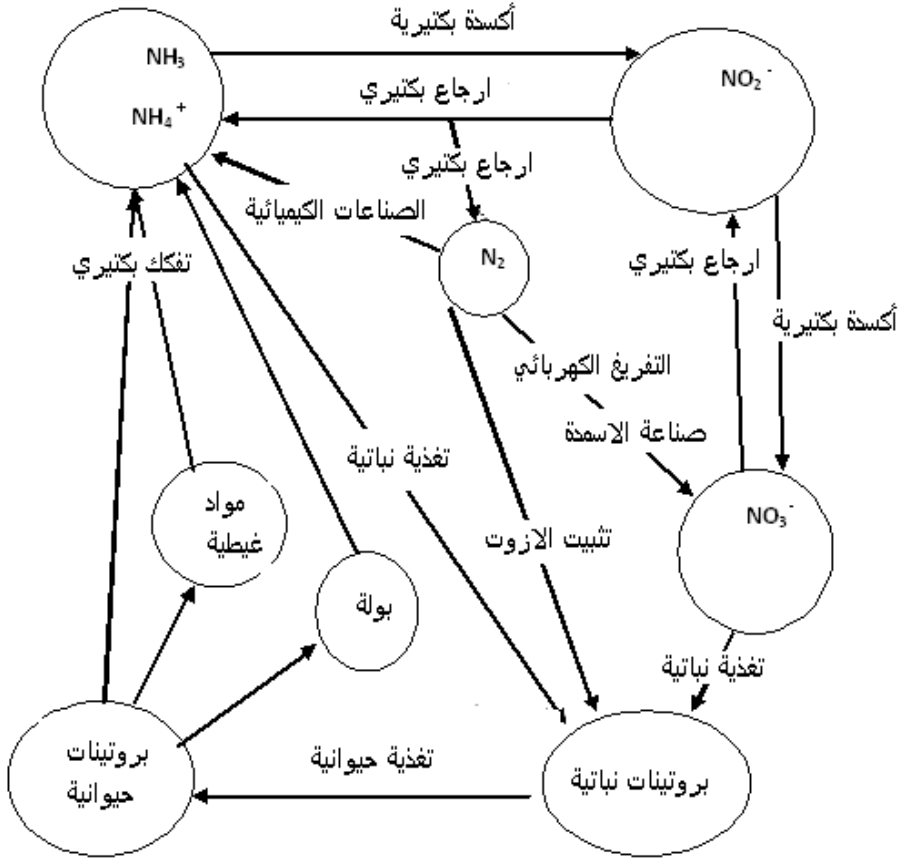 أكسدة بكتيرية
NH₃
NH₄⁺
NO₂⁻
ارجاع بكتيري
ارجاع بكتيري
الصناعات الكيميائية
N₂
تفكك بكتيري
ارجاع بكتيري
أكسدة بكتيرية
التفريغ الكهربائي
صناعة الاسمدة
تغذية نباتية
مواد
غيطية
تثبيت الازوت
NO₃⁻
بولة
تغذية نباتية
بروتينات
حيوانية
تغذية حيوانية
بروتينات نباتية